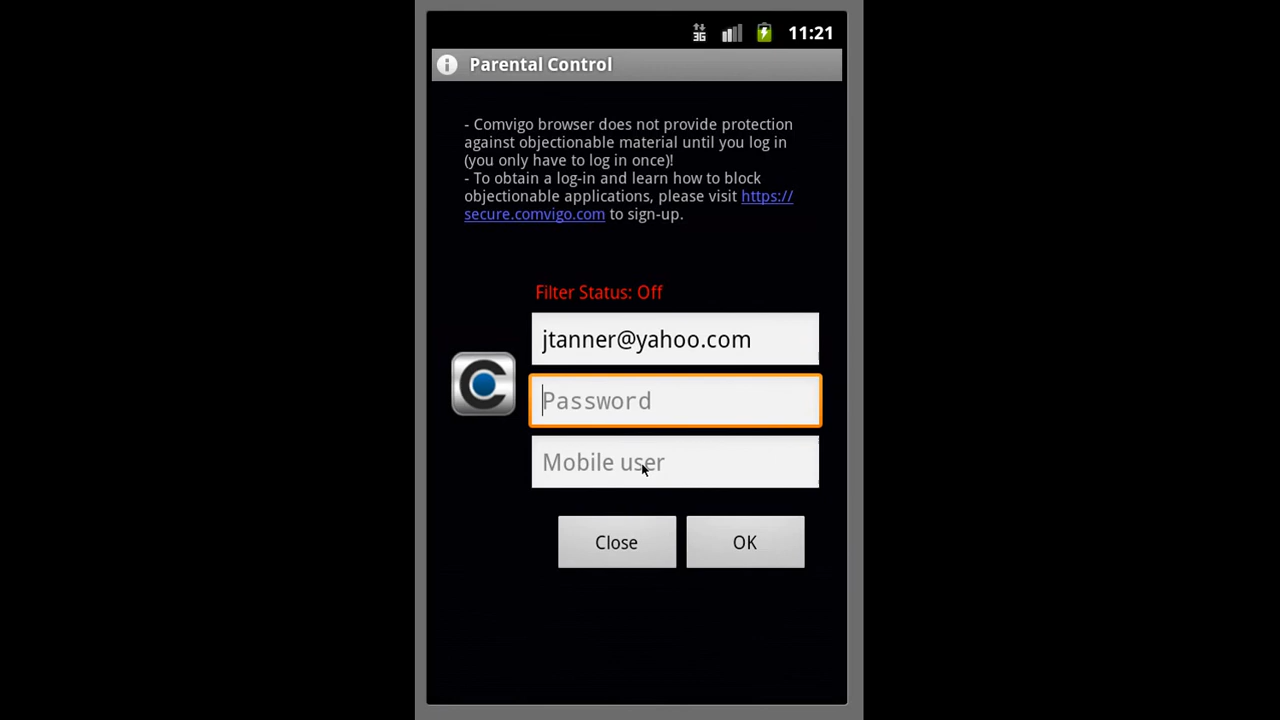 3G 11:21
Parental Control
- Comvigo browser does not provide protection
against objectionable material until you log in
(you only have to log in once)!
- To obtain a log-in and learn how to block
objectionable applications, please visit https://
secure.comvigo.com to sign-up.
Filter Status: Off
jtanner@yahoo.com
Password
Mobile user
Close OK